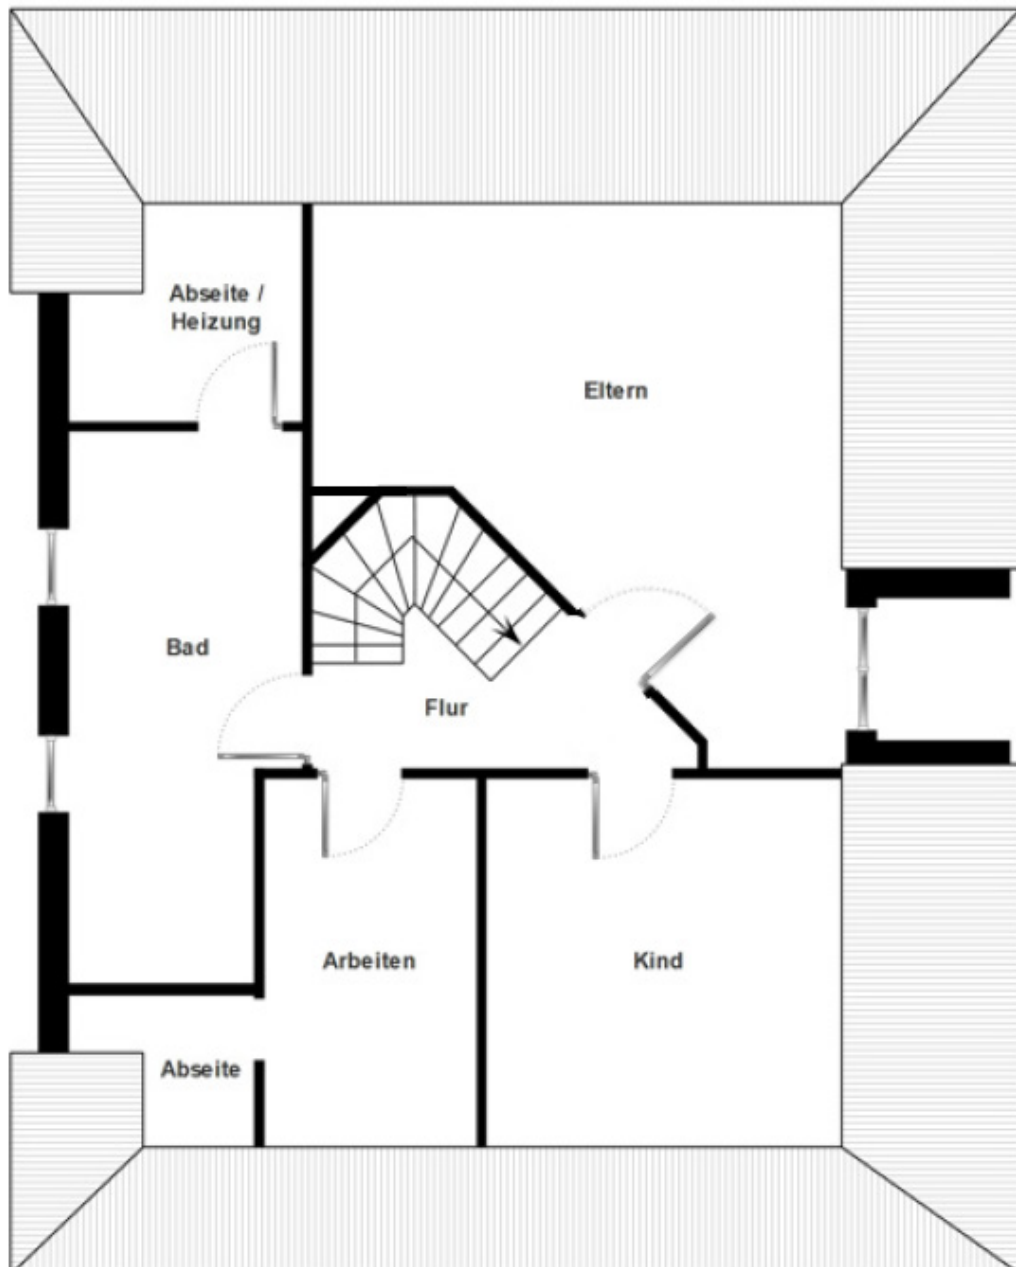 Abseite /
Heizung
Eltern
Bad
Flur
Arbeiten
Kind
Abseite